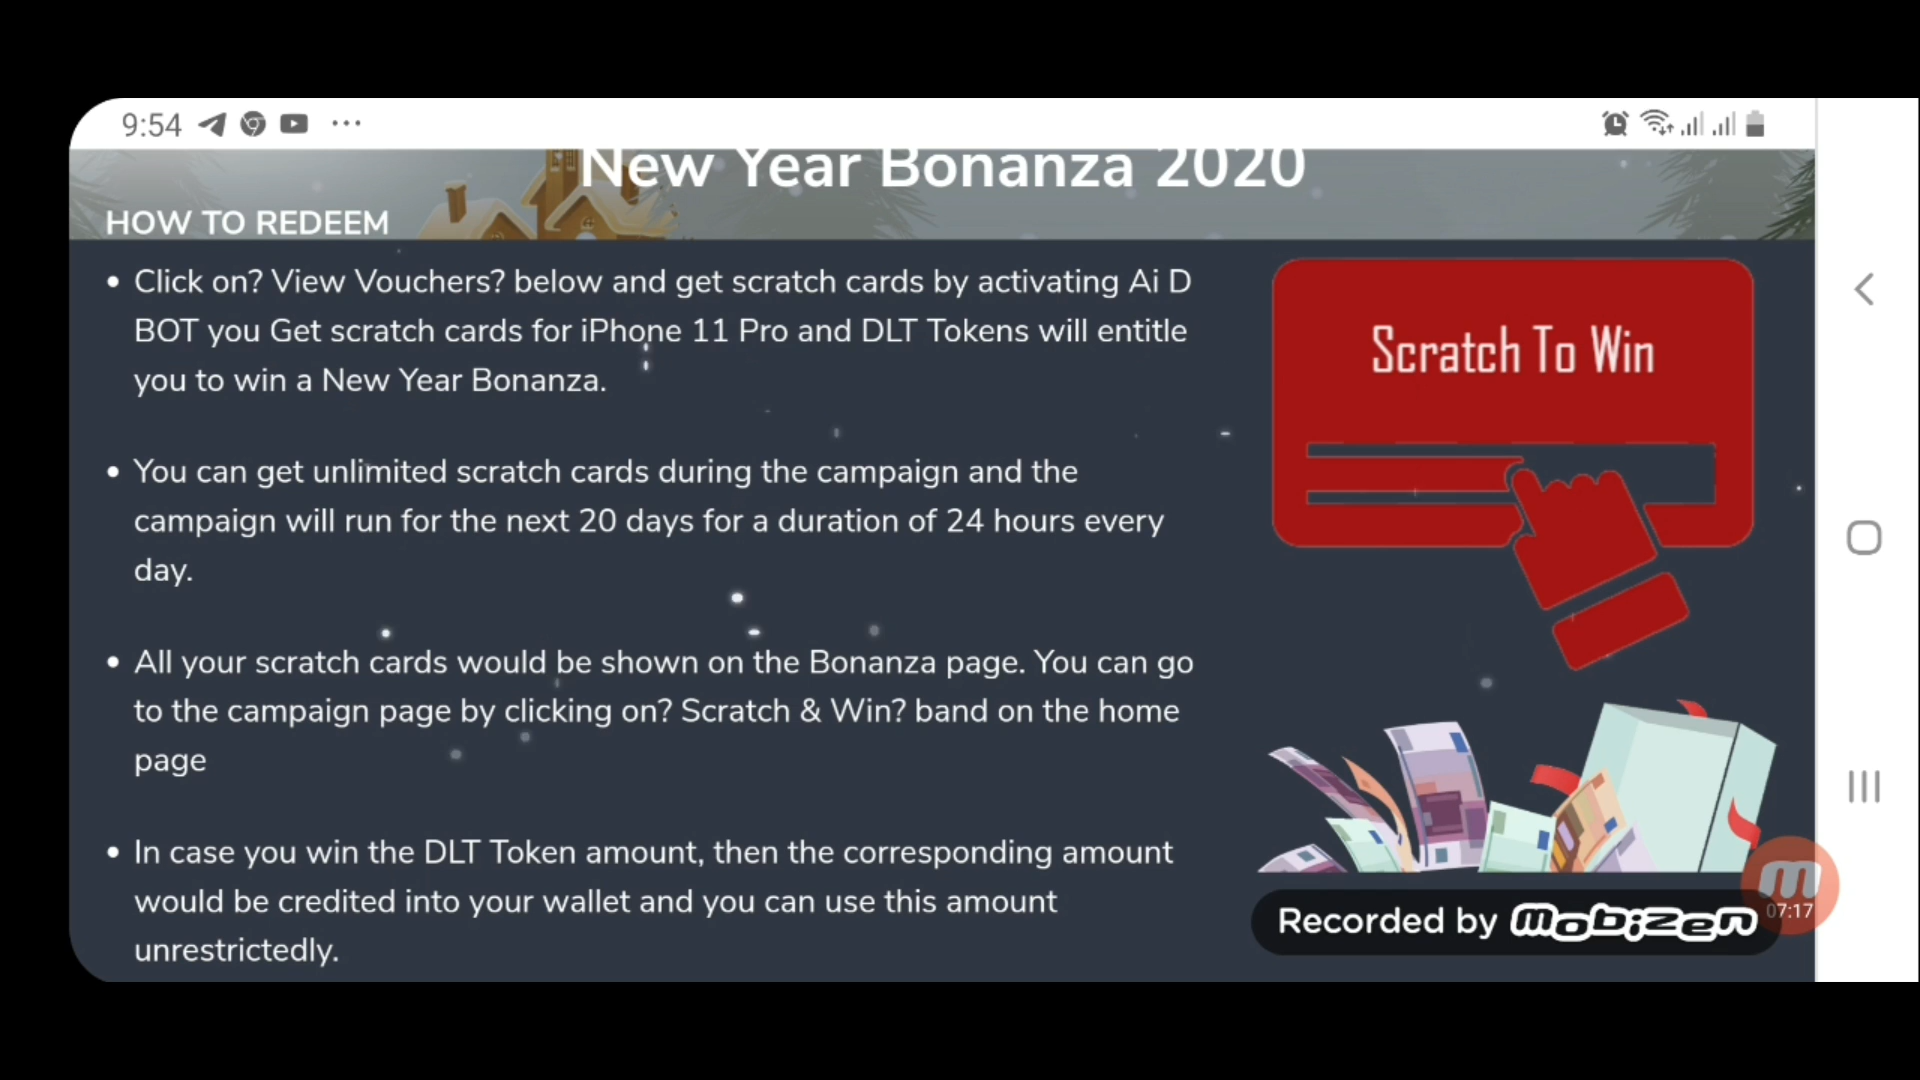 9:54
New Year Bonanza 2020
HOW TO REDEEM
Click on? View Vouchers? below and get scratch cards by activating Ai D
BOT you Get scratch cards for iPhone 11 Pro and DLT Tokens will entitle
you to win a New Year Bonanza.
You can get unlimited scratch cards during the campaign and the
campaign will run for the next 20 days for a duration of 24 hours every
day.
All your scratch cards would be shown on the Bonanza page. You can go
to the campaign page by clicking on? Scratch & Win? band on the home
page
In case you win the DLT Token amount, then the corresponding amount
would be credited into your wallet and you can use this amount
unrestrictedly.
Scratch To Win
Recorded by mobizen
m
07:17